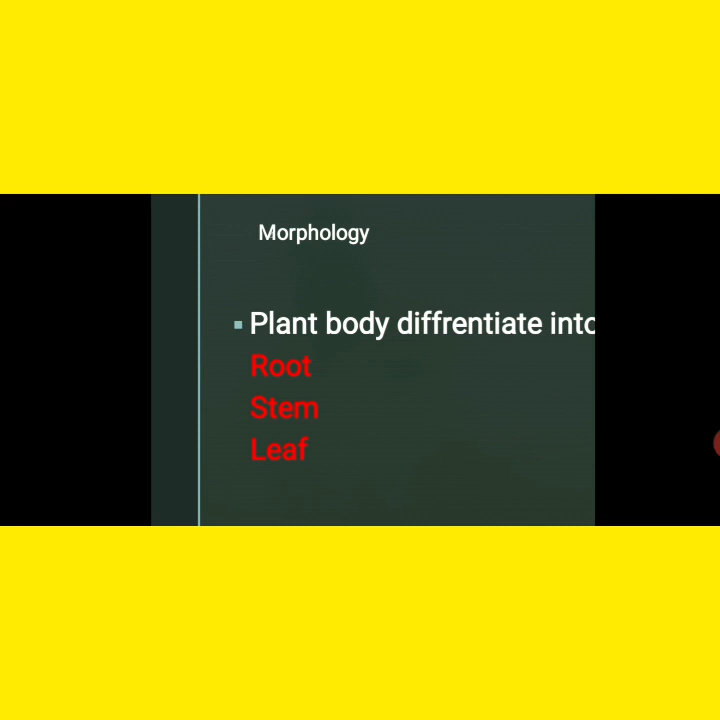 Morphology
Plant body diffrentiate into
Root
Stem
Leaf